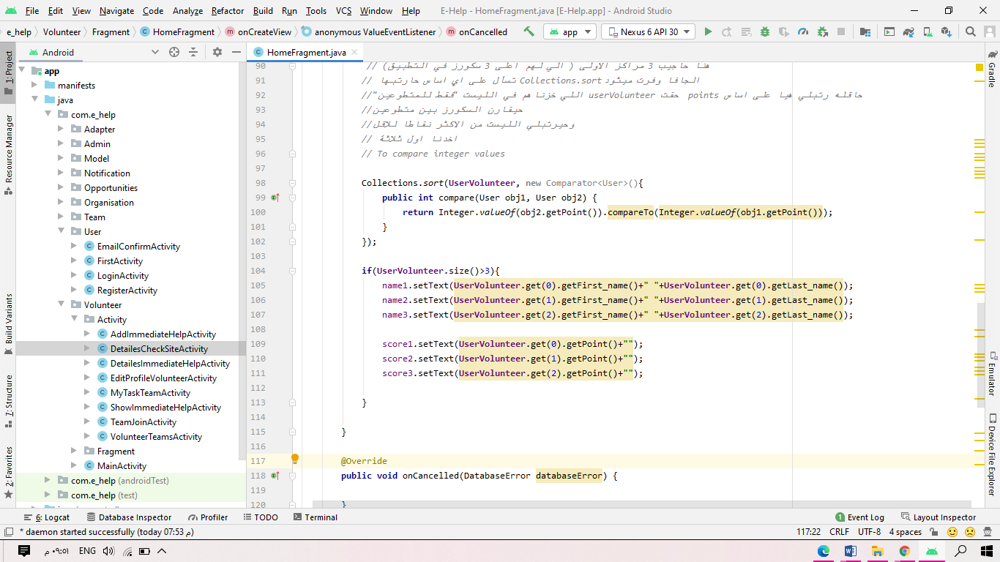 File Edit View Navigate Code Analyze Refactor Build Run Tools VCS Window Help E-Help - HomeFragment.java [E-Help.app] - Android Studio
e_help Volunteer Fragment HomeFragment onCreateView anonymous ValueEventListener onCancelled app Nexus 6 API 30
Android
HomeFragment.java
1: Project
Resource Manager
Build Variants
7: Structure
2: Favorites
app
manifests
java
com.e_help
Adapter
Admin
Model
Notification
Opportunities
Organisation
Team
User
EmailConfirmActivity
FirstActivity
LoginActivity
RegisterActivity
Volunteer
Activity
AddImmediateHelpActivity
DetailesCheckSiteActivity
DetailesImmediateHelpActivity
EditProfileVolunteerActivity
MyTaskTeamActivity
ShowImmediateHelpActivity
TeamJoinActivity
VolunteerTeamsActivity
Fragment
MainActivity
com.e_help (androidTest)
com.e_help (test)
90 // هنا حاجيب 3 مراكز الاولى ( الي لهم اعلى 3 سكورز في التطبيق)
91 // الجافا وفرت ميثود Collections.sort تسأل على اي اساس حارتبها
92 //"حاقله رتبلي هيا على اساس points حقت userVolunteer اللي خزناهم في الليست "فقط للمتطوعين
93 //حيقارن السكورز بين متطوعين
94 //وحيرتبلي الليست من الاكثر نقاطا للاقل
95 // اخدنا اول ثلاثة
96 // To compare integer values
97
98 Collections.sort(UserVolunteer, new Comparator<User>(){
99 public int compare(User obj1, User obj2) {
100 return Integer.valueOf(obj2.getPoint()).compareTo(Integer.valueOf(obj1.getPoint()));
101 }
102 });
103
104 if(UserVolunteer.size()>3){
105 name1.setText(UserVolunteer.get(0).getFirst_name()+" "+UserVolunteer.get(0).getLast_name());
106 name2.setText(UserVolunteer.get(1).getFirst_name()+" "+UserVolunteer.get(1).getLast_name());
107 name3.setText(UserVolunteer.get(2).getFirst_name()+" "+UserVolunteer.get(2).getLast_name());
108
109 score1.setText(UserVolunteer.get(0).getPoint()+"");
110 score2.setText(UserVolunteer.get(1).getPoint()+"");
111 score3.setText(UserVolunteer.get(2).getPoint()+"");
112
113 }
114
115 }
116
117 @Override
118 public void onCancelled(DatabaseError databaseError) {
119
120 }
Gradle
Emulator
Device File Explorer
6: Logcat Database Inspector Profiler TODO Terminal 1 Event Log Layout Inspector
* daemon started successfully (today 07:53 م) 117:22 CRLF UTF-8 4 spaces
٠٩:٥١ م ENG